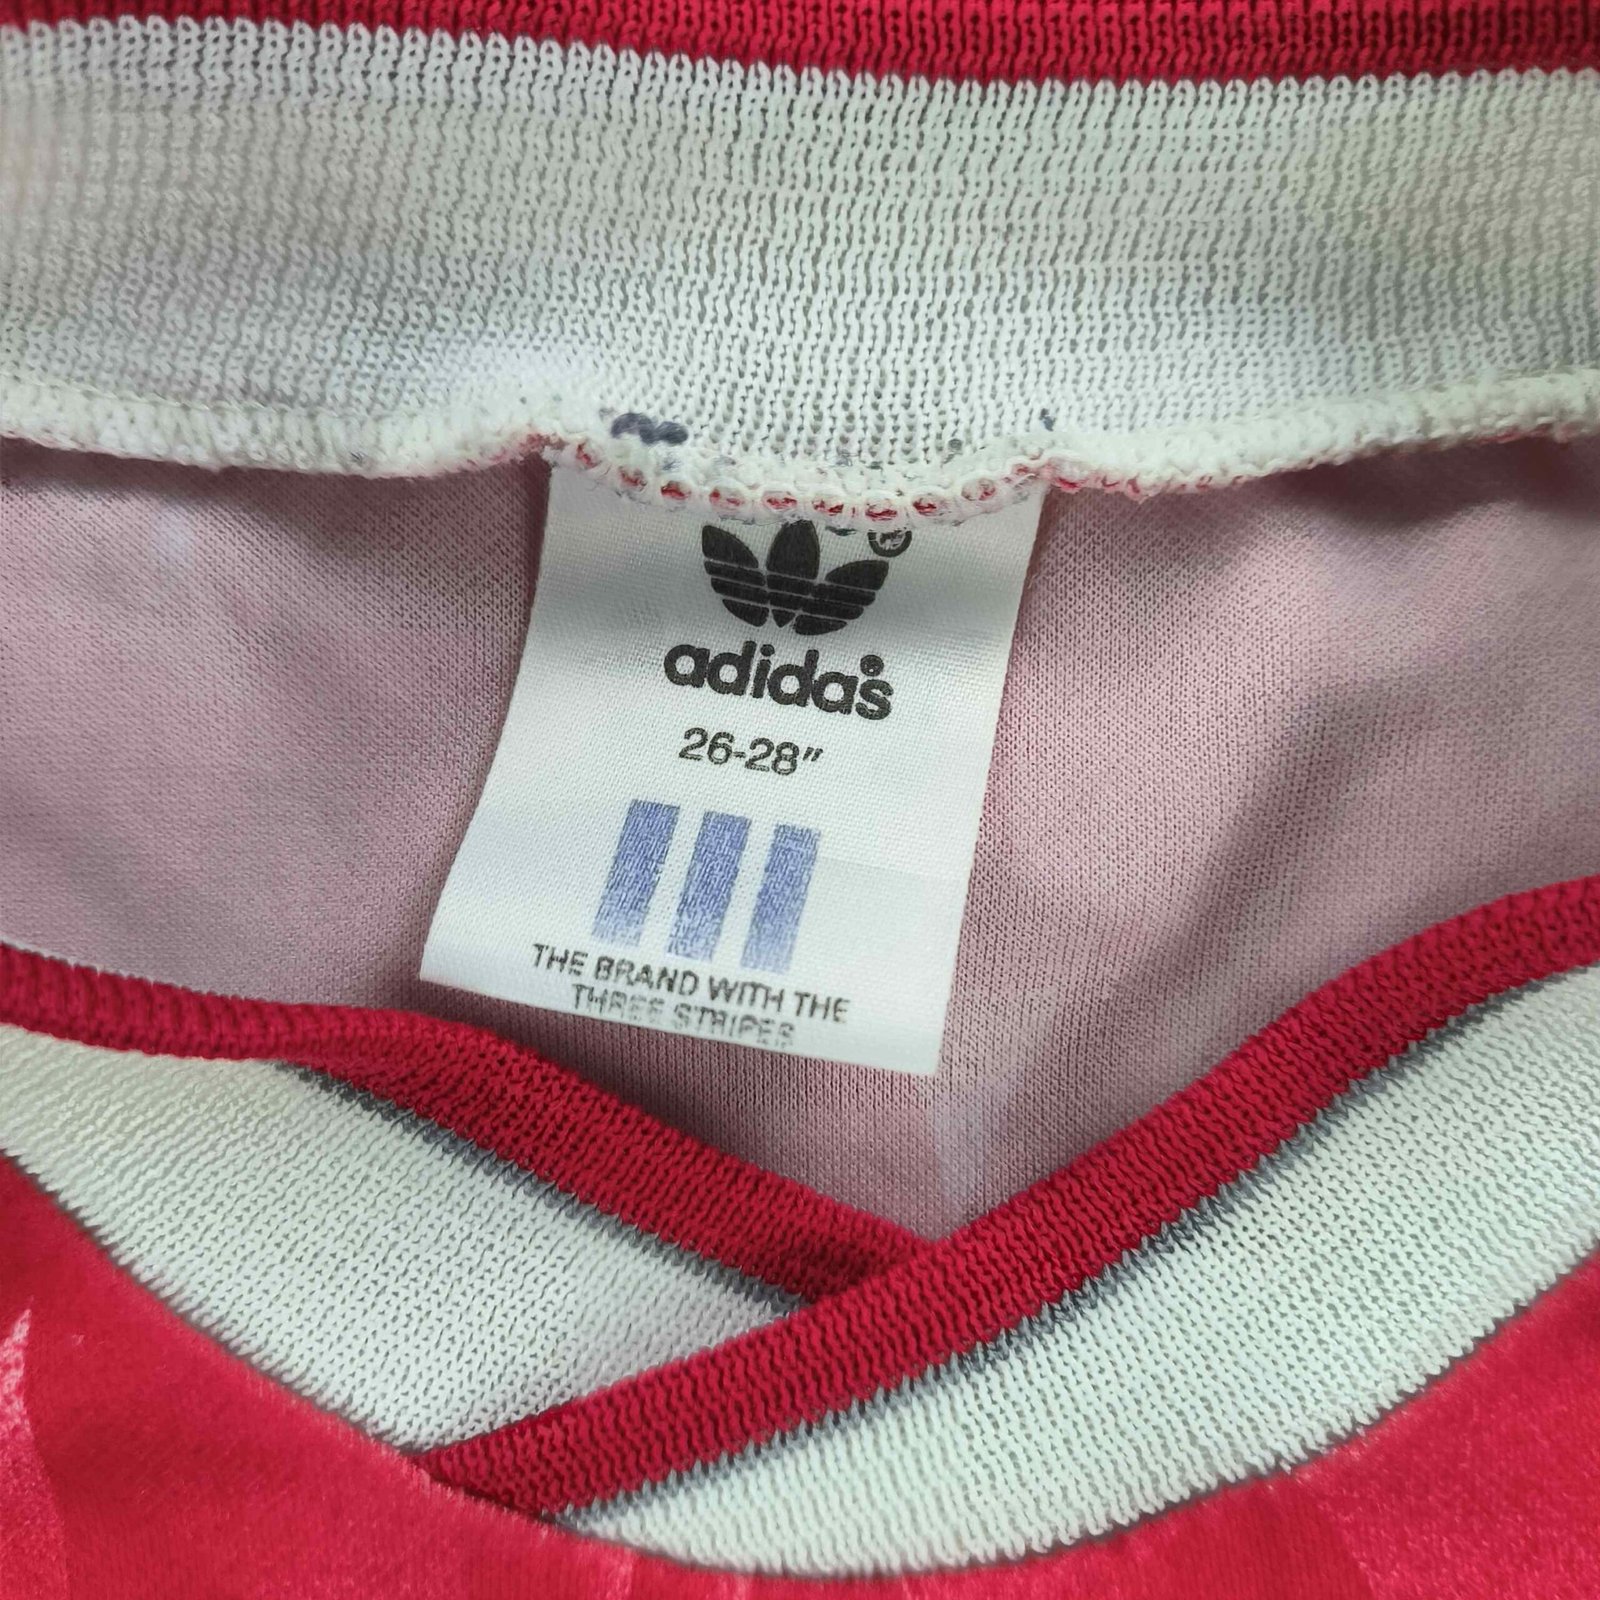 ®
adidas®
26-28"
THE BRAND WITH THE
THREE STRIPES